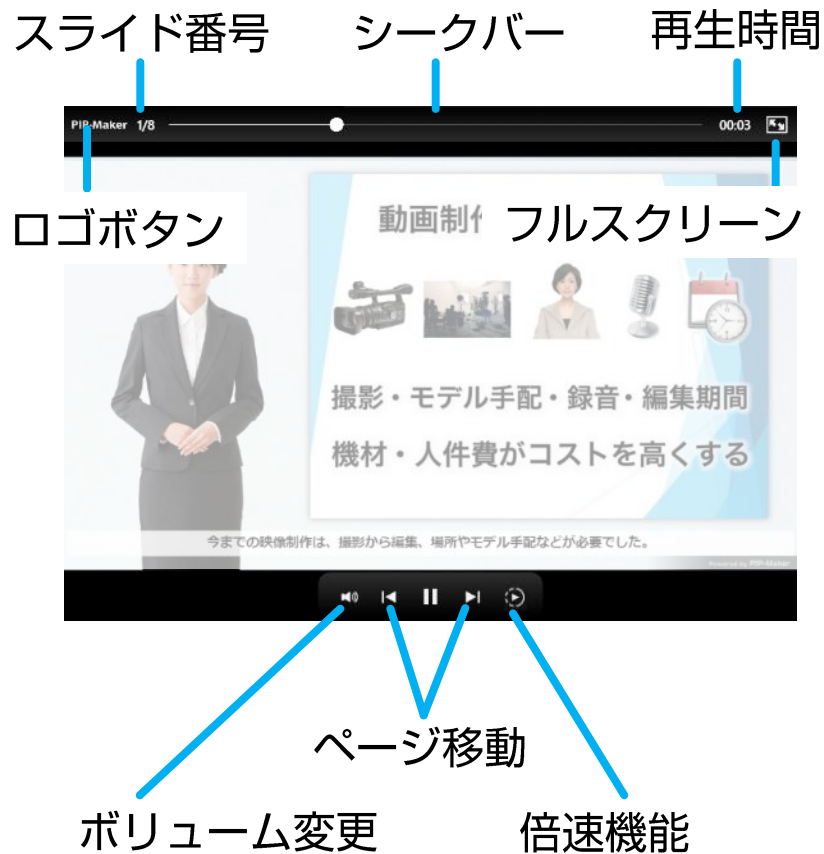 スライド番号 シークバー 再生時間
PIP-Maker 1/8 00:03
ロゴボタン
フルスクリーン
動画制作
撮影・モデル手配・録音・編集期間
機材・人件費がコストを高くする
今までの映像制作は、撮影から編集、場所やモデル手配などが必要でした。
Powered by PIP-Maker
ページ移動
ボリューム変更 倍速機能